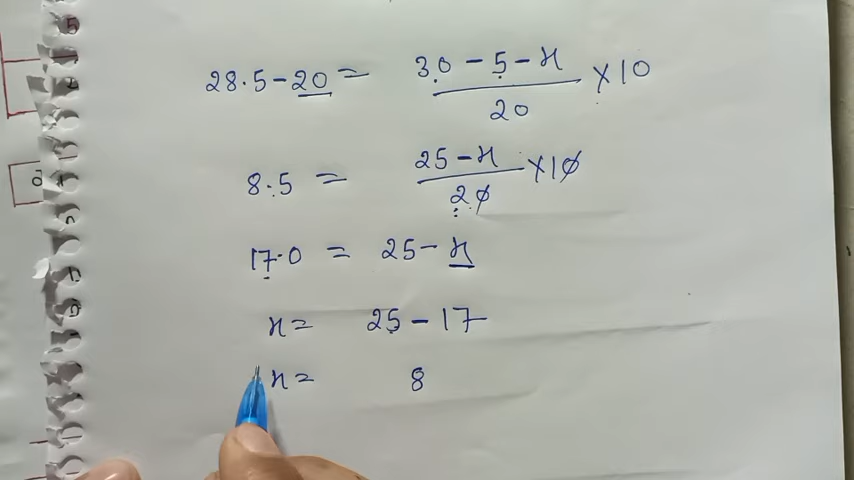 28.5-20 = 30-5-x/20 ×10
8.5 = 25-x/20 ×10
17.0 = 25-x
x= 25-17
x= 8